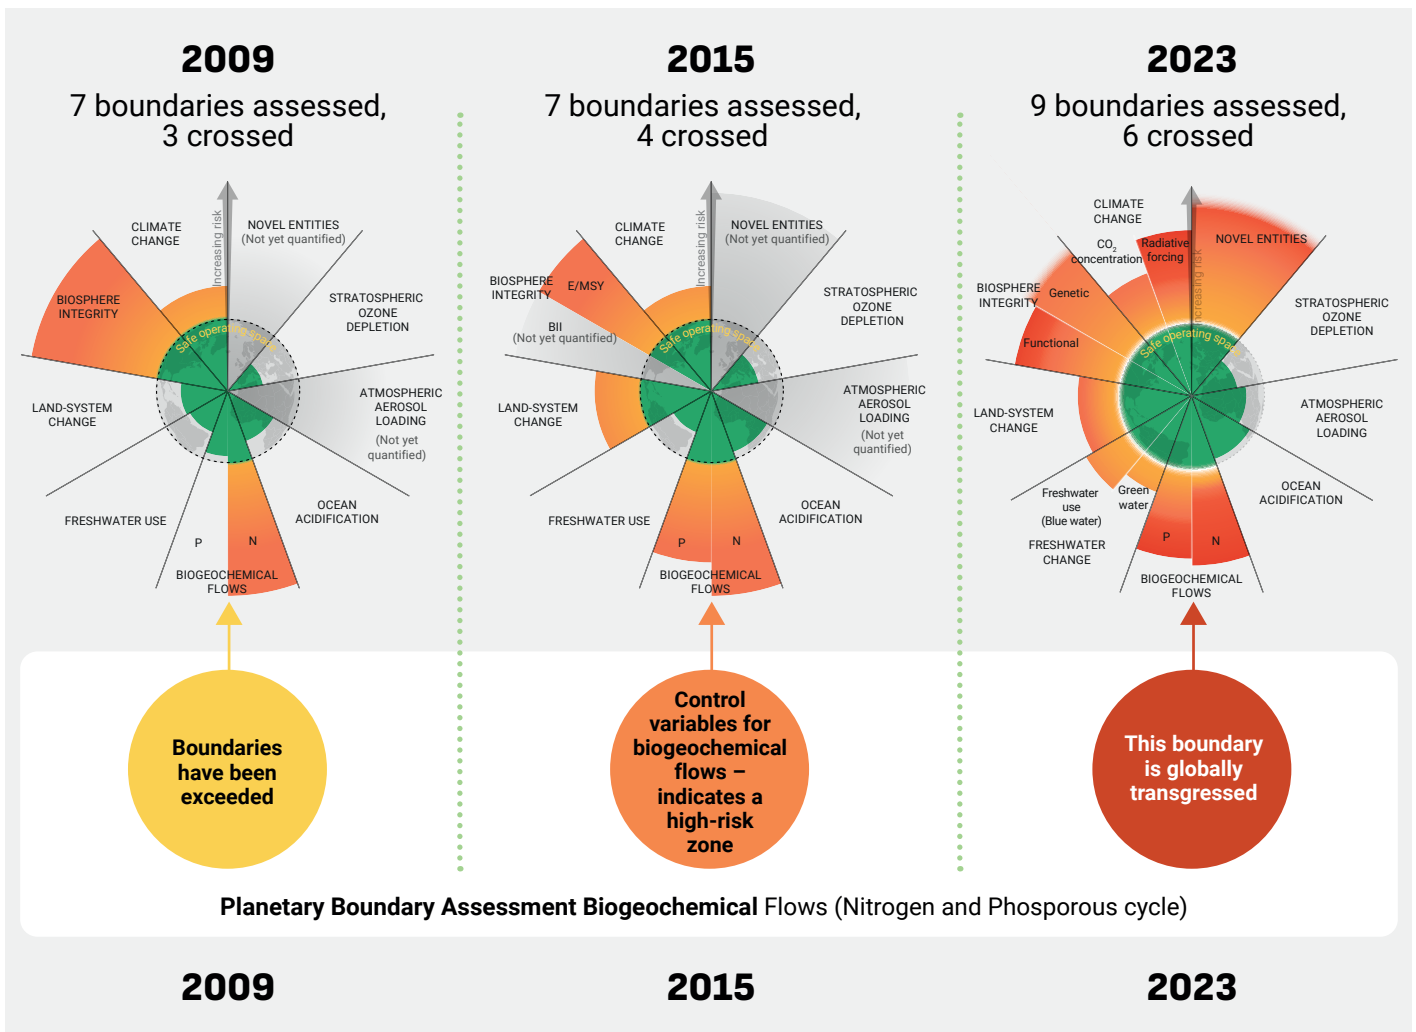 2009
7 boundaries assessed,
3 crossed
Increasing risk
CLIMATE
CHANGE
NOVEL ENTITIES
(Not yet quantified)
BIOSPHERE
INTEGRITY
STRATOSPHERIC
OZONE
DEPLETION
Safe operating space
LAND-SYSTEM
CHANGE
ATMOSPHERIC
AEROSOL
LOADING
(Not yet
quantified)
FRESHWATER USE
OCEAN
ACIDIFICATION
P
N
BIOGEOCHEMICAL
FLOWS
2015
7 boundaries assessed,
4 crossed
Increasing risk
CLIMATE
CHANGE
NOVEL ENTITIES
(Not yet quantified)
BIOSPHERE
INTEGRITY
E/MSY
BII
(Not yet quantified)
STRATOSPHERIC
OZONE
DEPLETION
Safe operating space
LAND-SYSTEM
CHANGE
ATMOSPHERIC
AEROSOL
LOADING
(Not yet
quantified)
FRESHWATER USE
OCEAN
ACIDIFICATION
P
N
BIOGEOCHEMICAL
FLOWS
2023
9 boundaries assessed,
6 crossed
Increasing risk
CLIMATE
CHANGE
CO2
concentration
Radiative
forcing
NOVEL ENTITIES
BIOSPHERE
INTEGRITY
Genetic
Functional
STRATOSPHERIC
OZONE
DEPLETION
Safe operating space
LAND-SYSTEM
CHANGE
ATMOSPHERIC
AEROSOL
LOADING
Freshwater
use
(Blue water)
Green
water
FRESHWATER
CHANGE
OCEAN
ACIDIFICATION
P
N
BIOGEOCHEMICAL
FLOWS
Boundaries
have been
exceeded
Control
variables for
biogeochemical
flows –
indicates a
high-risk
zone
This boundary
is globally
transgressed
Planetary Boundary Assessment Biogeochemical Flows (Nitrogen and Phosporous cycle)
2009
2015
2023